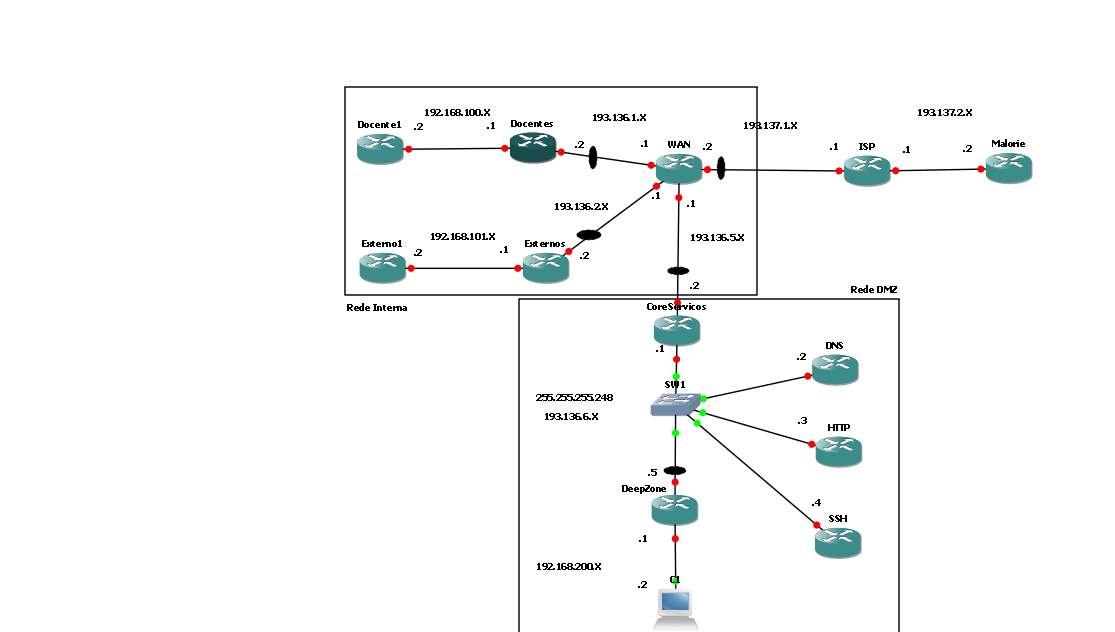 193.137.2.X
192.168.100.X
193.136.1.X
Docente1
.2
.1
Docentes
193.137.1.X
.2
.1
WAN
.2
.1
ISP
.1
.2
Malorie
.1
.1
193.136.2.X
193.136.5.X
Externo1
.2
192.168.101.X
.1
Externos
.2
.2
Rede DMZ
Rede Interna
CoreServicos
.1
DNS
.2
SW1
255.255.255.248
193.136.6.X
.3
HTTP
.5
DeepZone
.4
SSH
.1
192.168.200.X
.2
C1